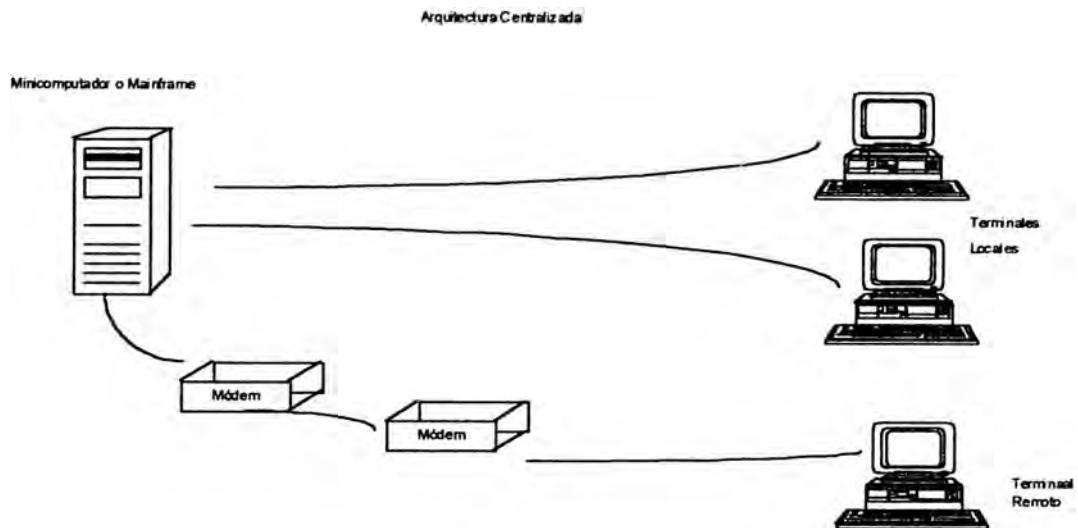 Arquitectura Centralizada
Minicomputador o Mainframe
Terminales
Locales
Módem
Módem
Terminaal
Remoto